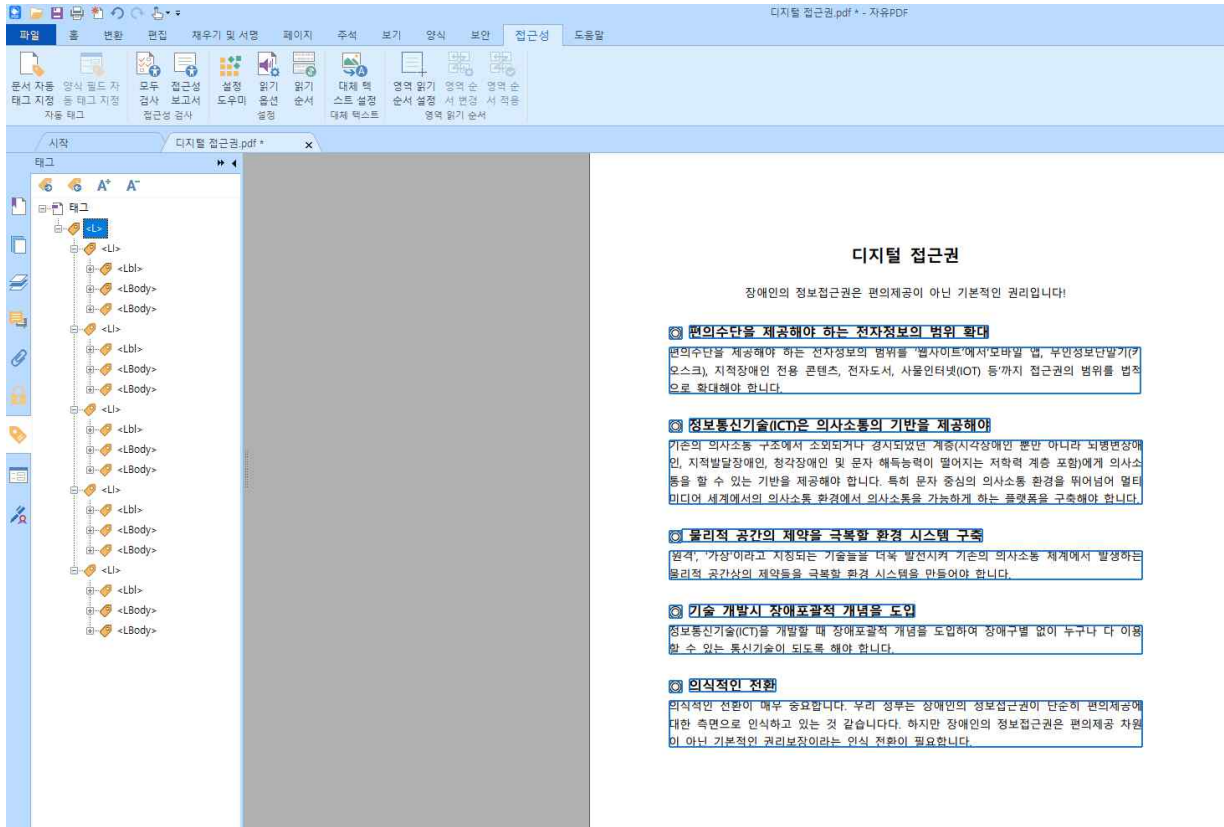 디지털 접근권.pdf * - 자유PDF
파일 홈 변환 편집 채우기 및 서명 페이지 주석 보기 양식 보안 접근성 도움말
문서 자동 태그 지정
양식 필드 자동 태그 지정
모두 검사
접근성 보고서
설정 도우미
읽기 옵션
읽기 순서
대체 텍스트 설정
영역 읽기 순서 설정
영역 순서 변경
영역 순서 적용
자동 태그 접근성 검사 설정 대체 텍스트 영역 읽기 순서
시작 디지털 접근권.pdf * x
태그
A+ A-
태그
<L>
<LI>
<Lbl>
<LBody>
<LBody>
<LI>
<Lbl>
<LBody>
<LBody>
<LI>
<Lbl>
<LBody>
<LBody>
<LI>
<Lbl>
<LBody>
<LBody>
<LI>
<Lbl>
<LBody>
<LBody>
디지털 접근권
장애인의 정보접근권은 편의제공이 아닌 기본적인 권리입니다!
◎ 편의수단을 제공해야 하는 전자정보의 범위 확대
편의수단을 제공해야 하는 전자정보의 범위를 '웹사이트'에서'모바일 앱, 무인정보단말기(키
오스크), 지적장애인 전용 콘텐츠, 전자도서, 사물인터넷(IOT) 등'까지 접근권의 범위를 법적
으로 확대해야 합니다.
◎ 정보통신기술(ICT)은 의사소통의 기반을 제공해야
기존의 의사소통 구조에서 소외되거나 경시되었던 계층(시각장애인 뿐만 아니라 뇌병변장애
인, 지적발달장애인, 청각장애인 및 문자 해득능력이 떨어지는 저학력 계층 포함)에게 의사소
통을 할 수 있는 기반을 제공해야 합니다. 특히 문자 중심의 의사소통 환경을 뛰어넘어 멀티
미디어 세계에서의 의사소통 환경에서 의사소통을 가능하게 하는 플랫폼을 구축해야 합니다.
◎ 물리적 공간의 제약을 극복할 환경 시스템 구축
'원격', '가상'이라고 지칭되는 기술들을 더욱 발전시켜 기존의 의사소통 체계에서 발생하는
물리적 공간상의 제약들을 극복할 환경 시스템을 만들어야 합니다.
◎ 기술 개발시 장애포괄적 개념을 도입
정보통신기술(ICT)을 개발할 때 장애포괄적 개념을 도입하여 장애구별 없이 누구나 다 이용
할 수 있는 통신기술이 되도록 해야 합니다.
◎ 의식적인 전환
의식적인 전환이 매우 중요합니다. 우리 정부는 장애인의 정보접근권이 단순히 편의제공에
대한 측면으로 인식하고 있는 것 같습니다다. 하지만 장애인의 정보접근권은 편의제공 차원
이 아닌 기본적인 권리보장이라는 인식 전환이 필요합니다.